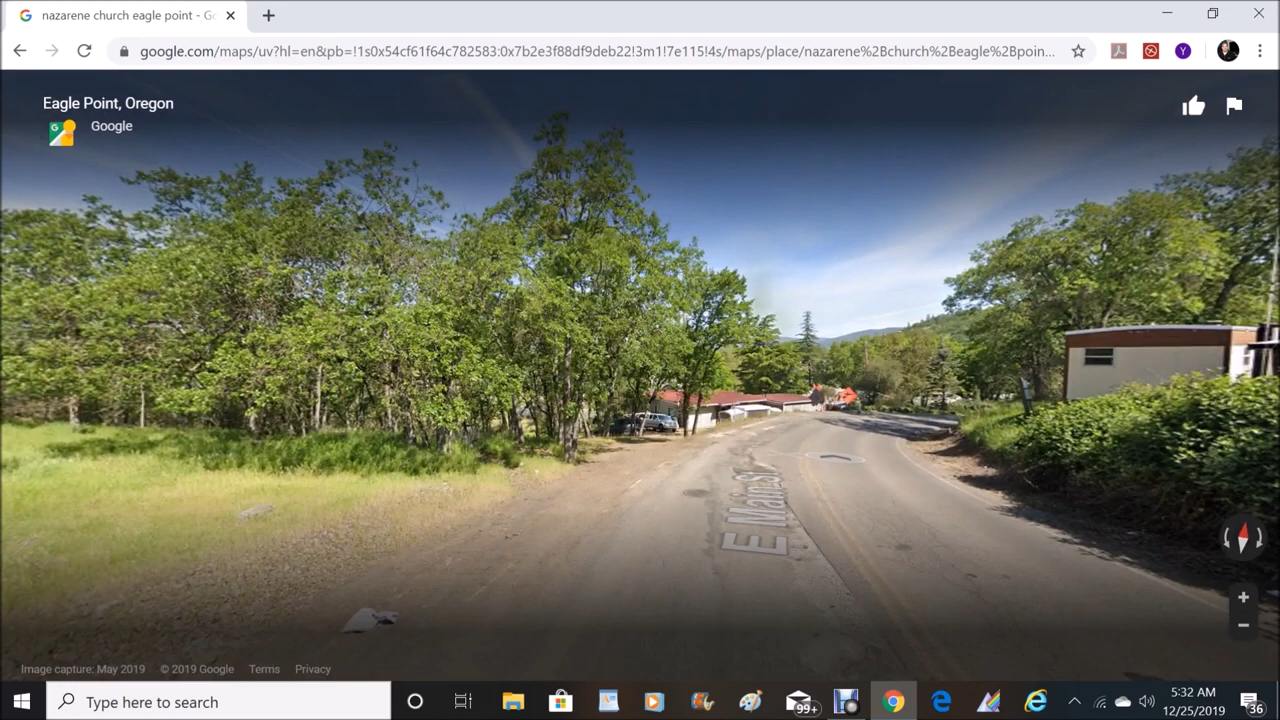 nazarene church eagle point - Go
google.com/maps/uv?hl=en&pb=!1s0x54cf61f64c782583:0x7b2e3f88df9deb22!3m1!7e115!4s/maps/place/nazarene%2Bchurch%2Beagle%2Bpoin...
Y
Eagle Point, Oregon
Google
E Main St
Image capture: May 2019 © 2019 Google Terms Privacy
Type here to search
99+
5:32 AM
12/25/2019
36